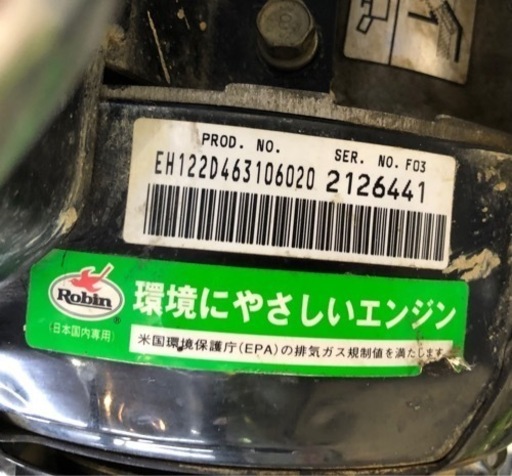 PROD. NO. SER. NO. F03
EH122D463106020 2126441
Robin®
(日本国内専用)
環境にやさしいエンジン
米国環境保護庁(EPA)の排気ガス規制値を満たします